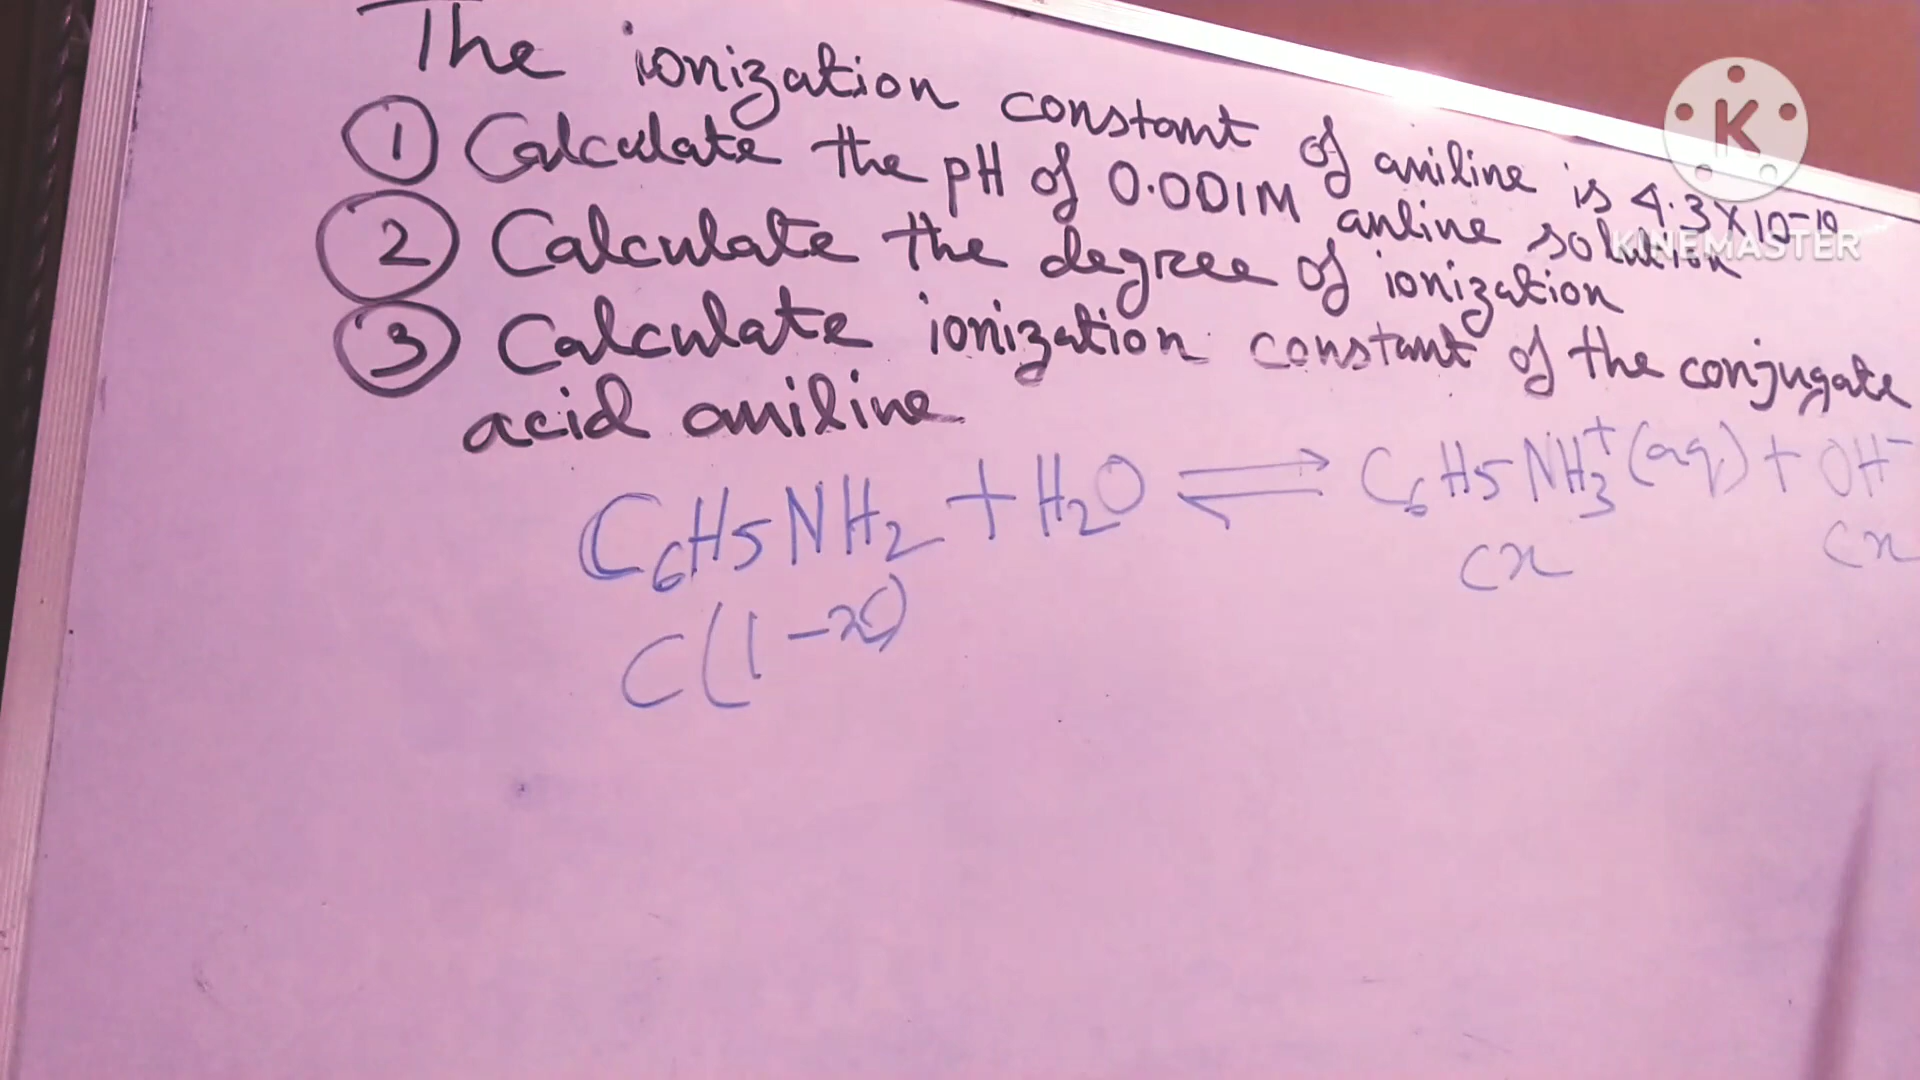 The ionization constant of aniline is 4.3×10⁻¹⁰
① Calculate the pH of 0.001M anline solution
② Calculate the degree of ionization
③ Calculate ionization constant of the conjugate
acid aniline
C₆H₅NH₂ + H₂O ⇌ C₆H₅NH₃⁺(aq) + OH⁻
C(1-x) Cx Cx
K
KINEMASTER